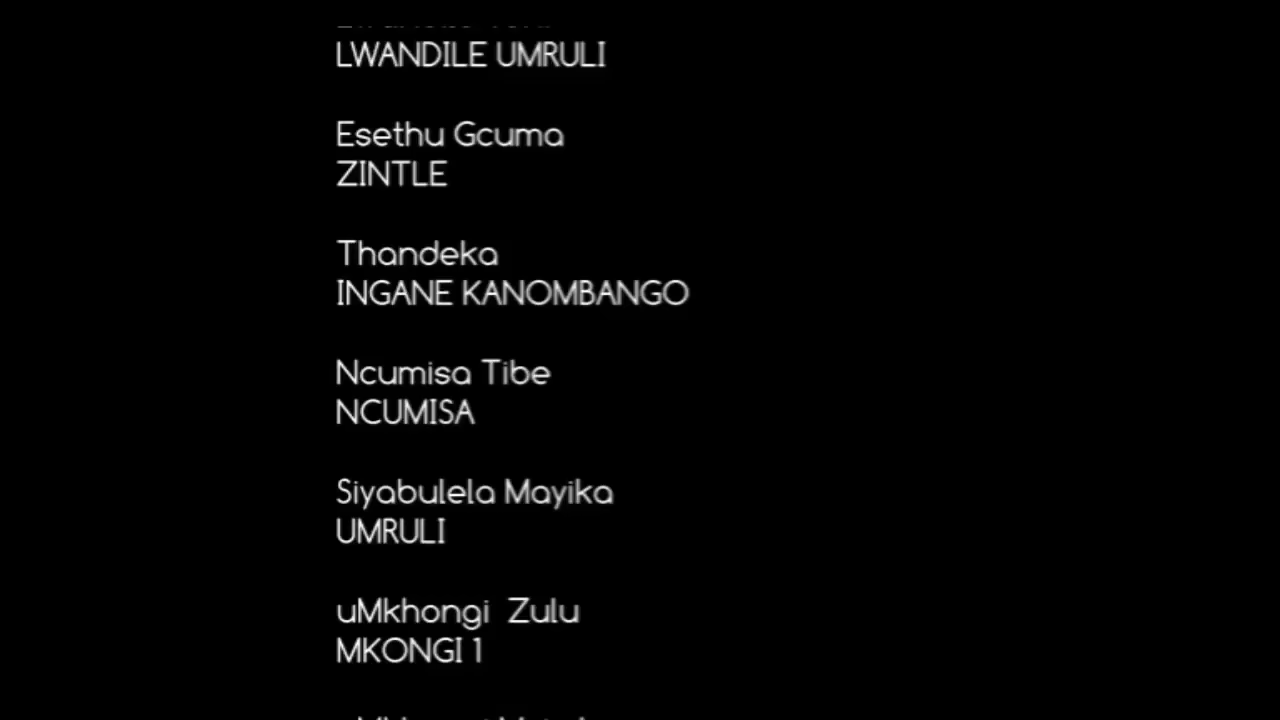 LWANDILE UMRULI
Esethu Gcuma
ZINTLE
Thandeka
INGANE KANOMBANGO
Ncumisa Tibe
NCUMISA
Siyabulela Mayika
UMRULI
uMkhongi Zulu
MKONGI 1